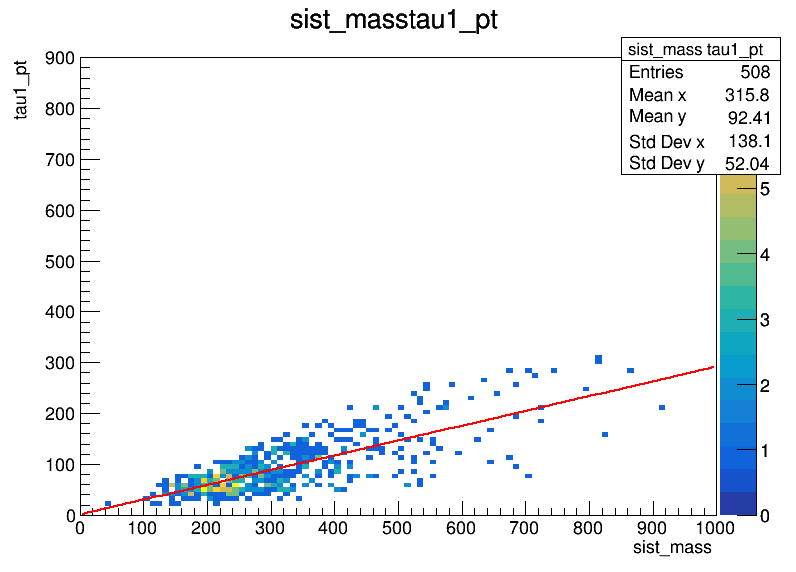 sist_masstau1_pt
sist_mass tau1_pt
Entries 508
Mean x 315.8
Mean y 92.41
Std Dev x 138.1
Std Dev y 52.04
tau1_pt
900
800
700
600
500
400
300
200
100
0
5
4
3
2
1
0
0 100 200 300 400 500 600 700 800 900 1000
sist_mass